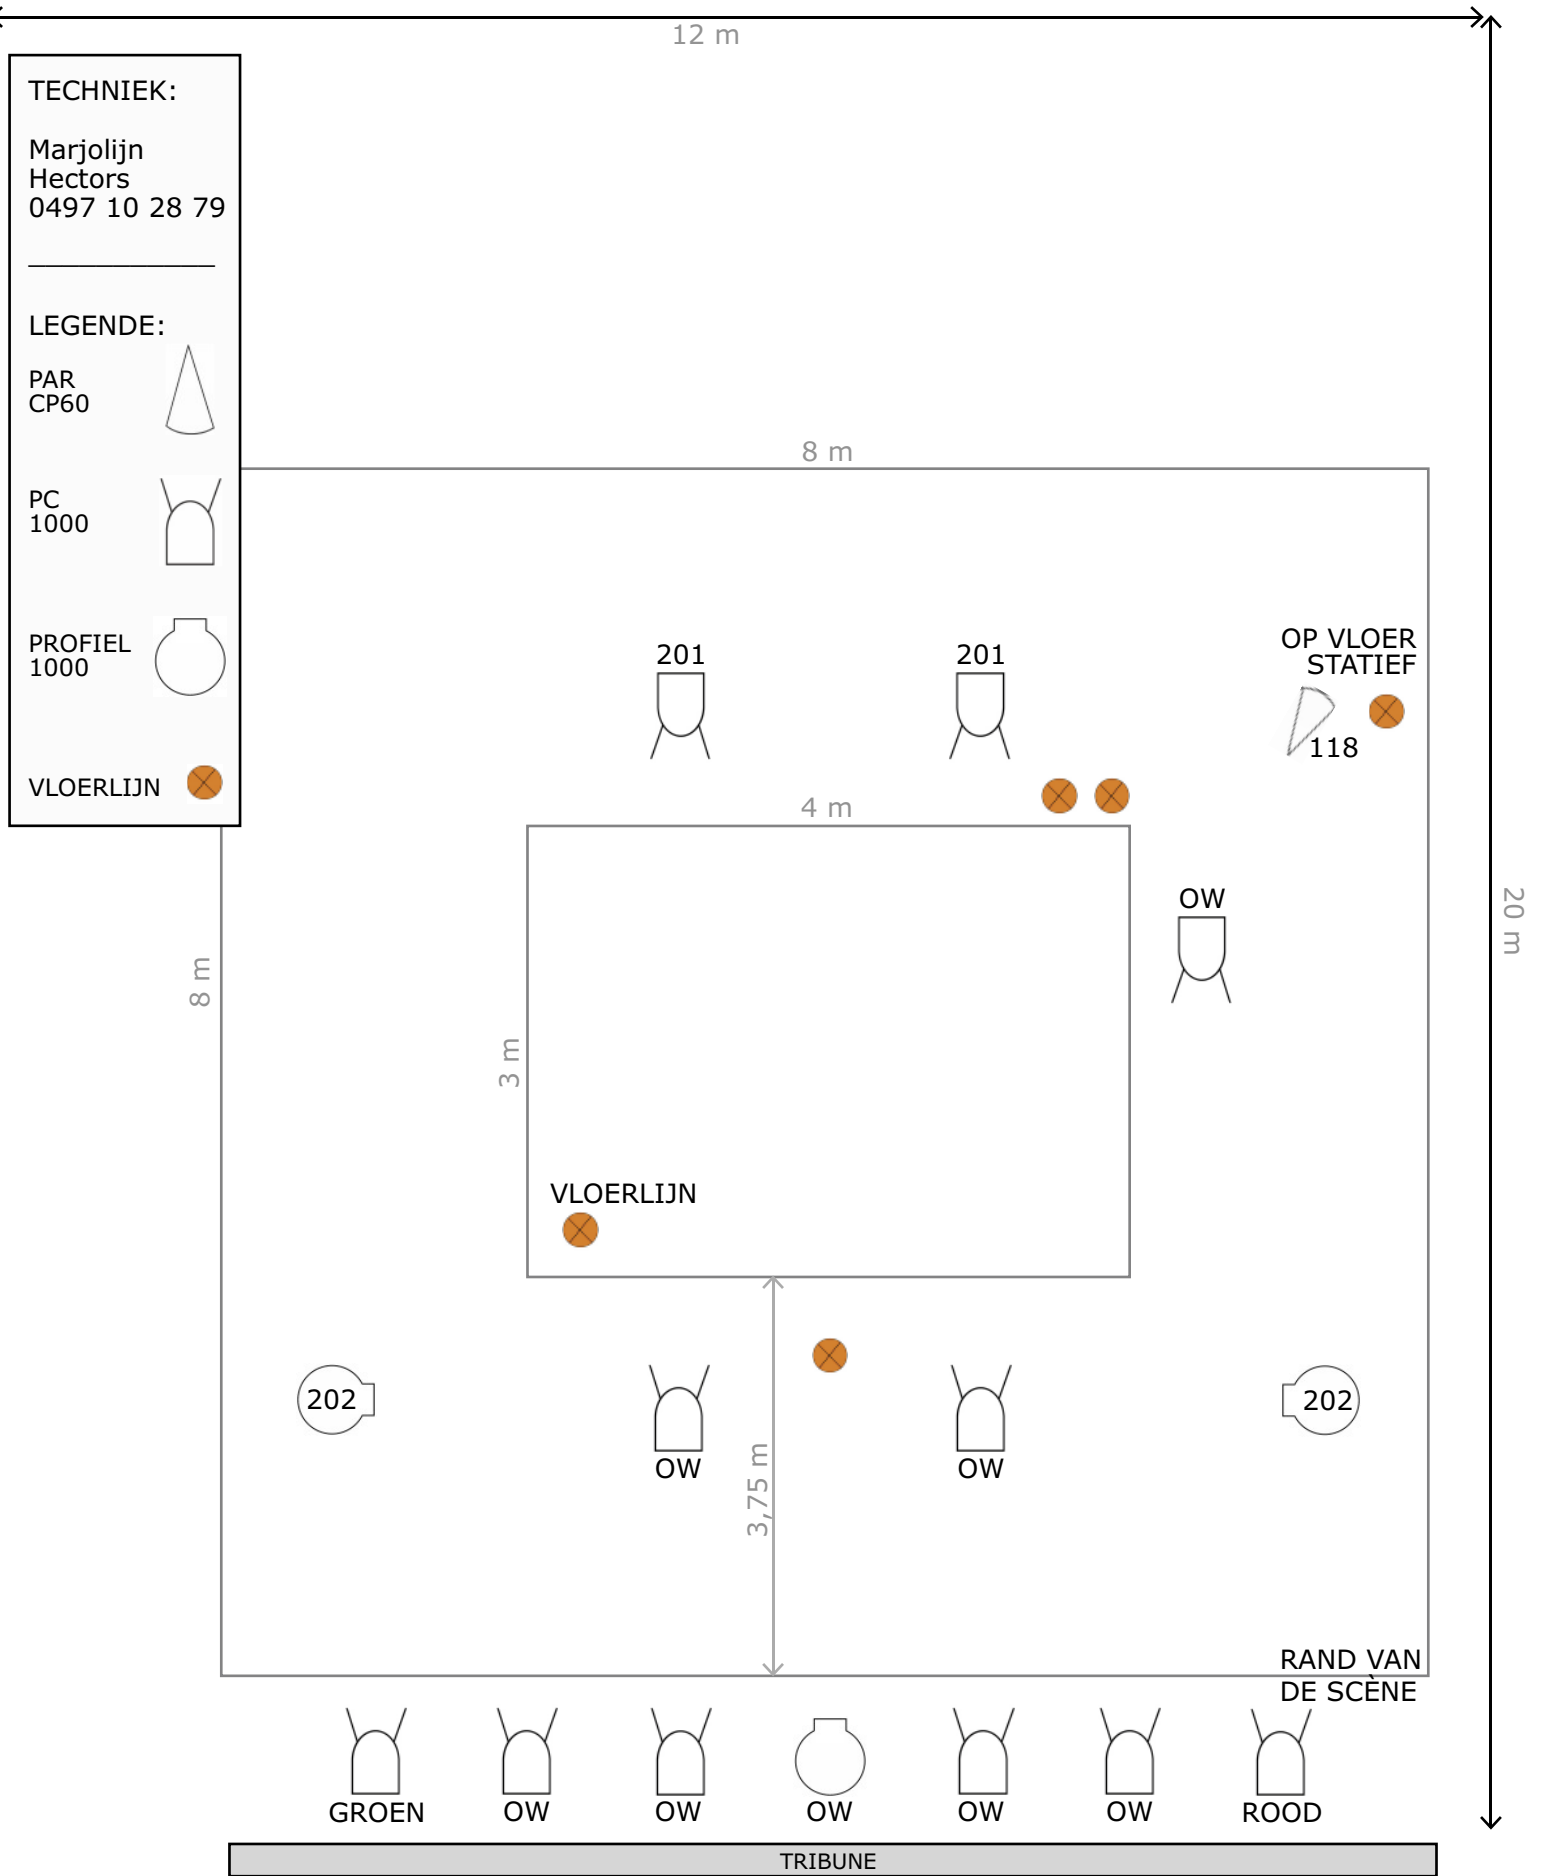 12 m
TECHNIEK:
Marjolijn
Hectors
0497 10 28 79
___________
LEGENDE:
PAR
CP60
PC
1000
PROFIEL
1000
VLOERLIJN
8 m
201
201
OP VLOER
STATIEF
118
4 m
OW
20 m
8 m
3 m
VLOERLIJN
202
202
OW
OW
3,75 m
RAND VAN
DE SCÈNE
GROEN
OW
OW
OW
OW
OW
ROOD
TRIBUNE